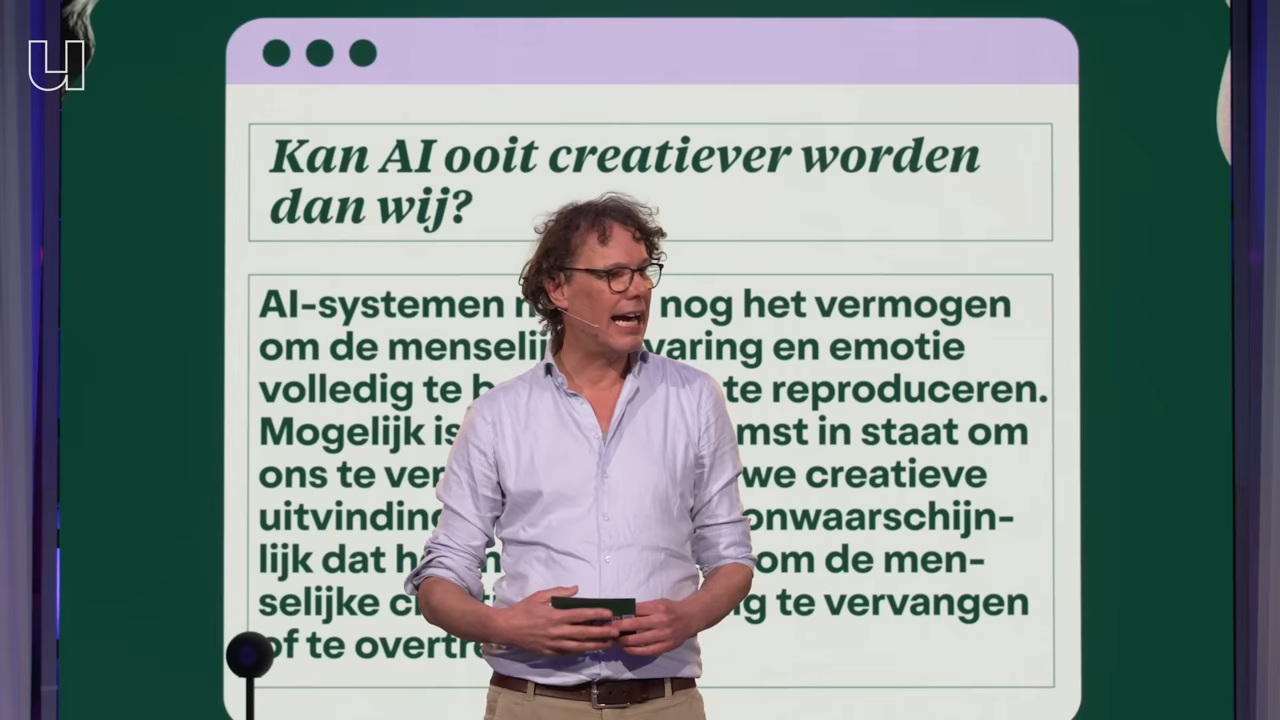 u
Kan AI ooit creatiever worden
dan wij?
AI-systemen nog het vermogen
om de varing en emotie
volledig te te reproduceren.
Mogelijk is mst in staat om
ons te ver we creatieve
uitvinding onwaarschijn-
lijk dat om de men-
selijke ng te vervangen
of te overtre